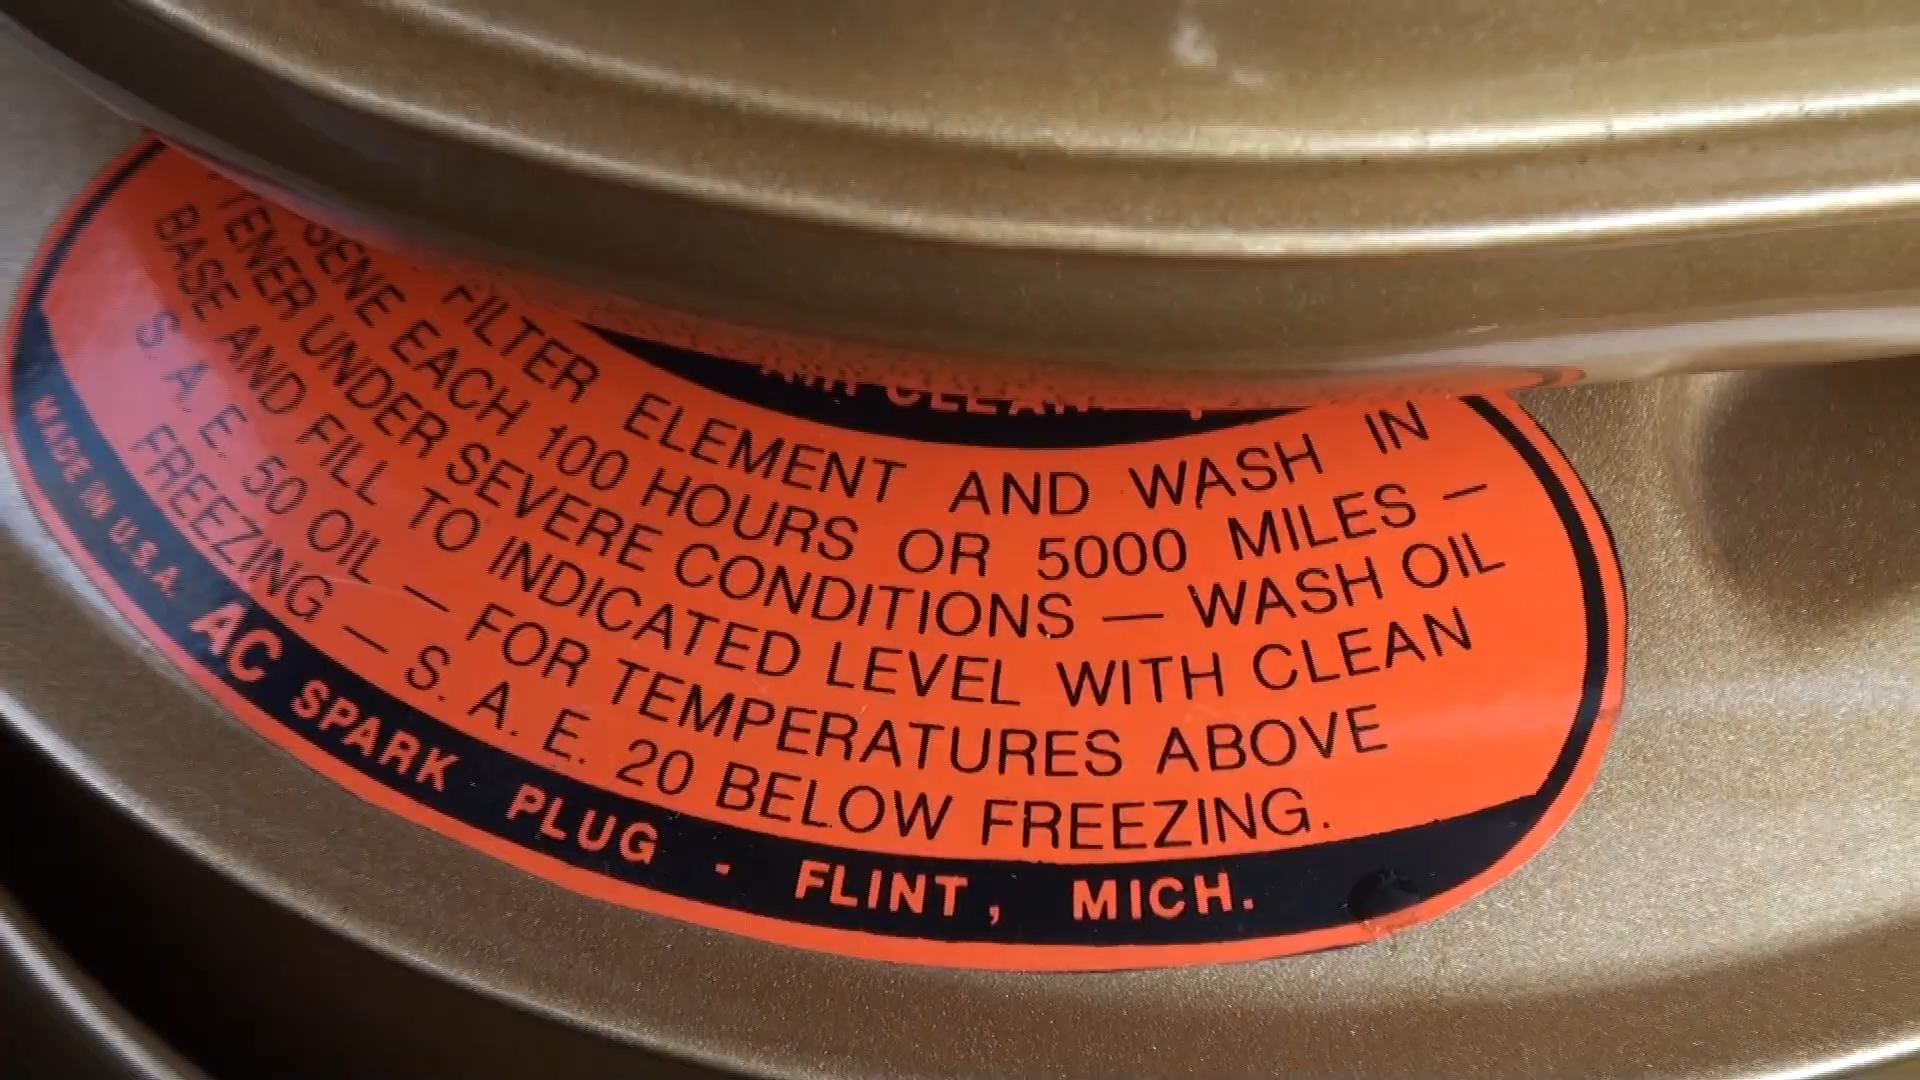 AIR CLEAN
FILTER ELEMENT AND WASH IN
SENE EACH 100 HOURS OR 5000 MILES —
TENER UNDER SEVERE CONDITIONS — WASH OIL
BASE AND FILL TO INDICATED LEVEL WITH CLEAN
S. A. E. 50 OIL — FOR TEMPERATURES ABOVE
FREEZING — S. A. E. 20 BELOW FREEZING.
MADE IN U.S.A. AC SPARK PLUG - FLINT, MICH.